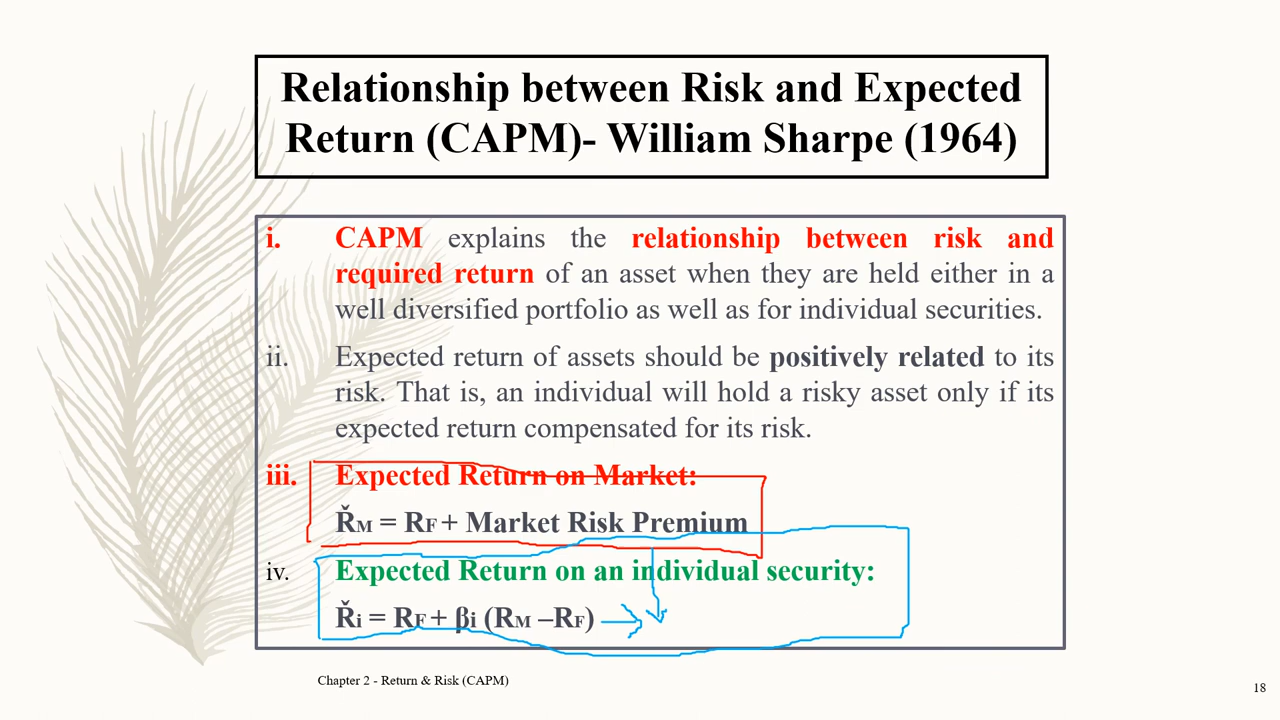 Relationship between Risk and Expected
Return (CAPM)- William Sharpe (1964)
i. CAPM explains the relationship between risk and
required return of an asset when they are held either in a
well diversified portfolio as well as for individual securities.
ii. Expected return of assets should be positively related to its
risk. That is, an individual will hold a risky asset only if its
expected return compensated for its risk.
iii. Expected Return on Market:
ŘM = RF + Market Risk Premium
iv. Expected Return on an individual security:
Ři = RF + βi (RM –RF)
Chapter 2 - Return & Risk (CAPM)
18